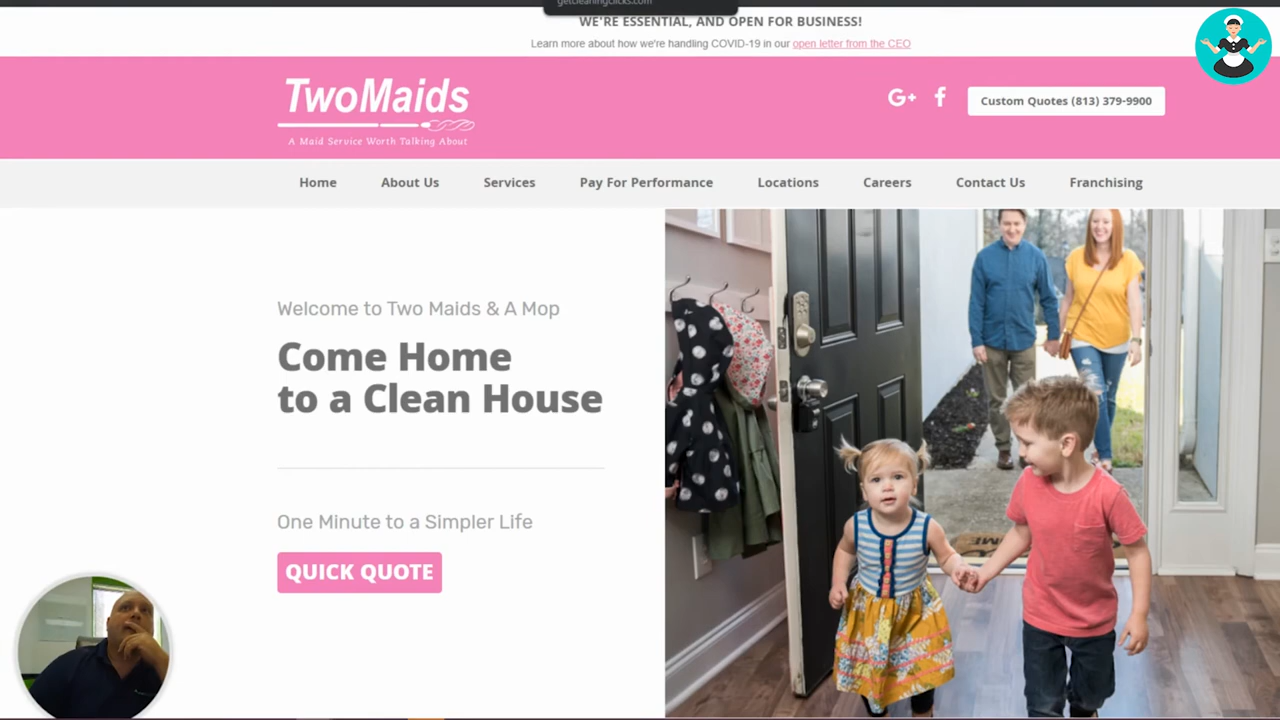 getcleaningclicks.com
WE'RE ESSENTIAL, AND OPEN FOR BUSINESS!
Learn more about how we're handling COVID-19 in our open letter from the CEO
TwoMaids
A Maid Service Worth Talking About
G+ f
Custom Quotes (813) 379-9900
Home About Us Services Pay For Performance Locations Careers Contact Us Franchising
Welcome to Two Maids & A Mop
Come Home
to a Clean House
One Minute to a Simpler Life
QUICK QUOTE